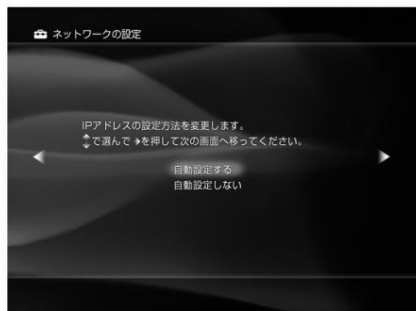 ネットワークの設定
IPアドレスの設定方法を変更します。
で選んで→を押して次の画面へ移ってください。
自動設定する
自動設定しない